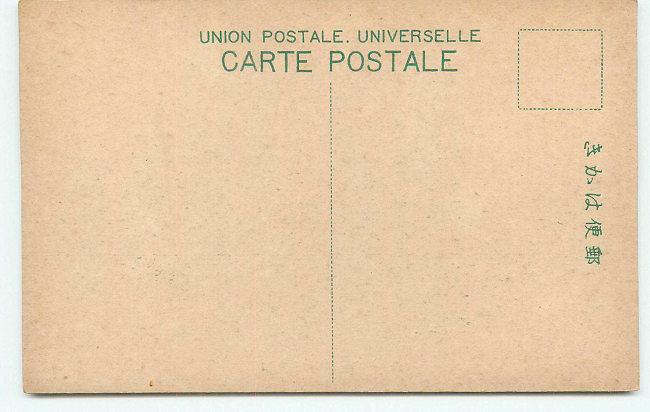 UNION POSTALE. UNIVERSELLE
CARTE POSTALE
郵便はかき